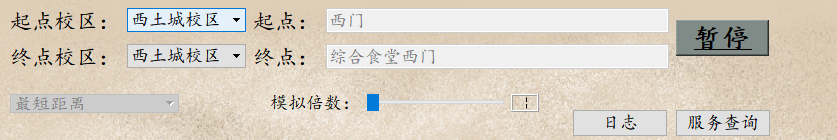 起点校区： 西土城校区 起点： 西门
暂停
终点校区： 西土城校区 终点： 综合食堂西门
最短距离 模拟倍数： 1
日志 服务查询